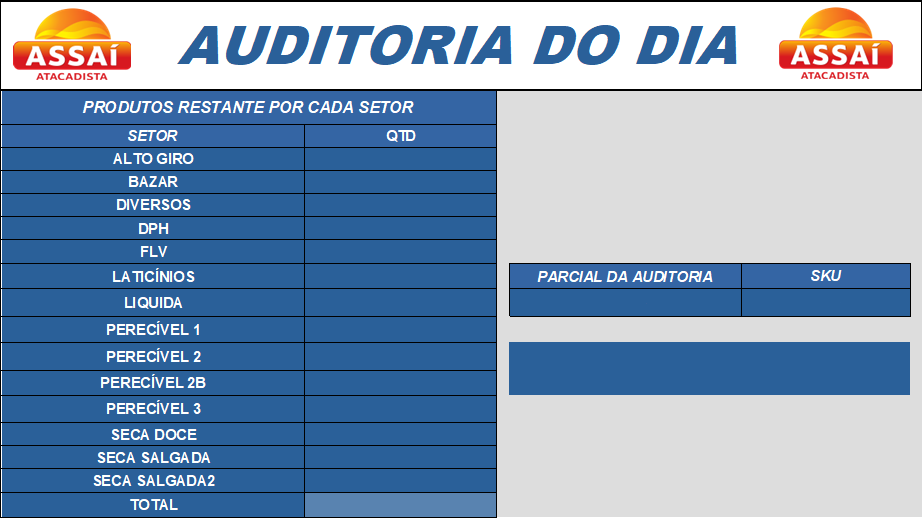 ASSAÍ
ATACADISTA
AUDITORIA DO DIA
ASSAÍ
ATACADISTA
PRODUTOS RESTANTE POR CADA SETOR
SETOR QTD
ALTO GIRO
BAZAR
DIVERSOS
DPH
FLV
LATICÍNIOS
LIQUIDA
PERECÍVEL 1
PERECÍVEL 2
PERECÍVEL 2B
PERECÍVEL 3
SECA DOCE
SECA SALGADA
SECA SALGADA2
TOTAL
PARCIAL DA AUDITORIA SKU